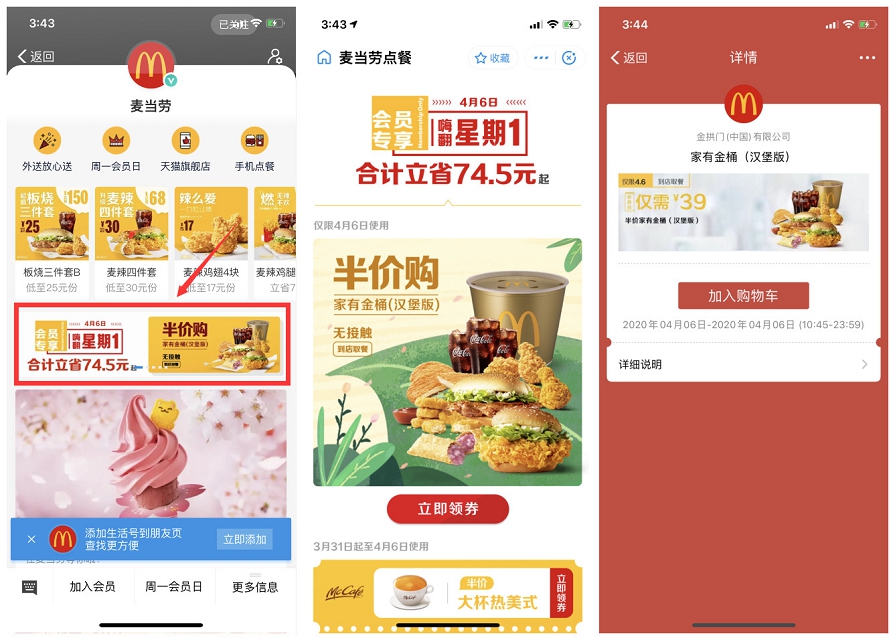 3:43
已关注
返回
麦当劳
外送放心送
周一会员日
天猫旗舰店
手机点餐
板烧
三件套
150
¥25
麦辣
四件套
168
¥30
辣么爱
¥17
燃
板烧三件套B
低至25元份
麦辣四件套
低至30元份
麦辣鸡翅4块
低至17元份
麦辣鸡腿
立省7
会员
专享
4月6日
嗨翻
星期1
合计立省74.5元起
半价购
家有金桶(汉堡版)
无接触
到店取餐
添加生活号到朋友页
查找更方便
立即添加
加入会员
周一会员日
更多信息
3:43
麦当劳点餐
收藏
会员
专享
Membership Only
4月6日
嗨翻
星期1
合计立省74.5元起
仅限4月6日使用
半价购
家有金桶(汉堡版)
无接触
到店取餐
Coca-Cola
立即领券
3月31日起至4月6日使用
McCafé
半价
大杯热美式
立即领券
3:44
返回
详情
金拱门(中国)有限公司
家有金桶（汉堡版）
仅限4.6
到店取餐
仅需¥39
半价家有金桶（汉堡版）
加入购物车
2020年04月06日-2020年04月06日 (10:45-23:59)
详细说明